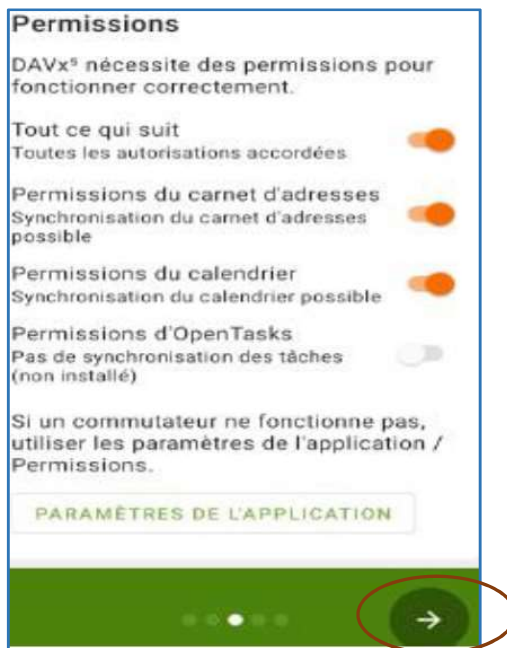 Permissions
DAVx⁵ nécessite des permissions pour
fonctionner correctement.
Tout ce qui suit
Toutes les autorisations accordées
Permissions du carnet d'adresses
Synchronisation du carnet d'adresses
possible
Permissions du calendrier
Synchronisation du calendrier possible
Permissions d'OpenTasks
Pas de synchronisation des tâches
(non installé)
Si un commutateur ne fonctionne pas,
utiliser les paramètres de l'application /
Permissions.
PARAMÈTRES DE L'APPLICATION